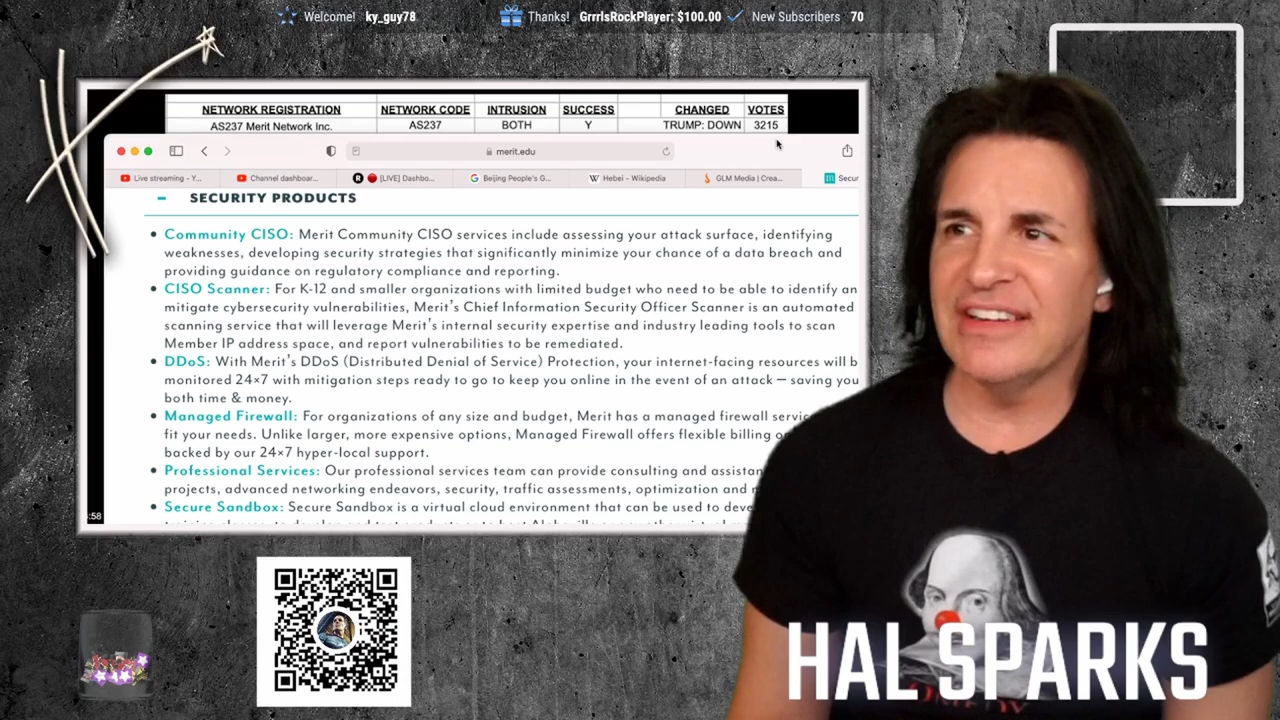 Welcome! ky_guy78
Thanks! GrrrlsRockPlayer: $100.00
New Subscribers 70
NETWORK REGISTRATION NETWORK CODE INTRUSION SUCCESS CHANGED VOTES
AS237 Merit Network Inc. AS237 BOTH Y TRUMP: DOWN 3215
merit.edu
Live streaming - Y... Channel dashboar... [LIVE] Dashbo... Beijing People's G... Hebei - Wikipedia GLM Media | Crea... Secur
SECURITY PRODUCTS
Community CISO: Merit Community CISO services include assessing your attack surface, identifying
weaknesses, developing security strategies that significantly minimize your chance of a data breach and
providing guidance on regulatory compliance and reporting.
CISO Scanner: For K-12 and smaller organizations with limited budget who need to be able to identify an
mitigate cybersecurity vulnerabilities, Merit's Chief Information Security Officer Scanner is an automated
scanning service that will leverage Merit's internal security expertise and industry leading tools to scan
Member IP address space, and report vulnerabilities to be remediated.
DDoS: With Merit's DDoS (Distributed Denial of Service) Protection, your internet-facing resources will b
monitored 24×7 with mitigation steps ready to go to keep you online in the event of an attack — saving you
both time & money.
Managed Firewall: For organizations of any size and budget, Merit has a managed firewall servic
fit your needs. Unlike larger, more expensive options, Managed Firewall offers flexible billing
backed by our 24×7 hyper-local support.
Professional Services: Our professional services team can provide consulting and assistan
projects, advanced networking endeavors, security, traffic assessments, optimization and
Secure Sandbox: Secure Sandbox is a virtual cloud environment that can be used to deve
:58
HAL SPARKS